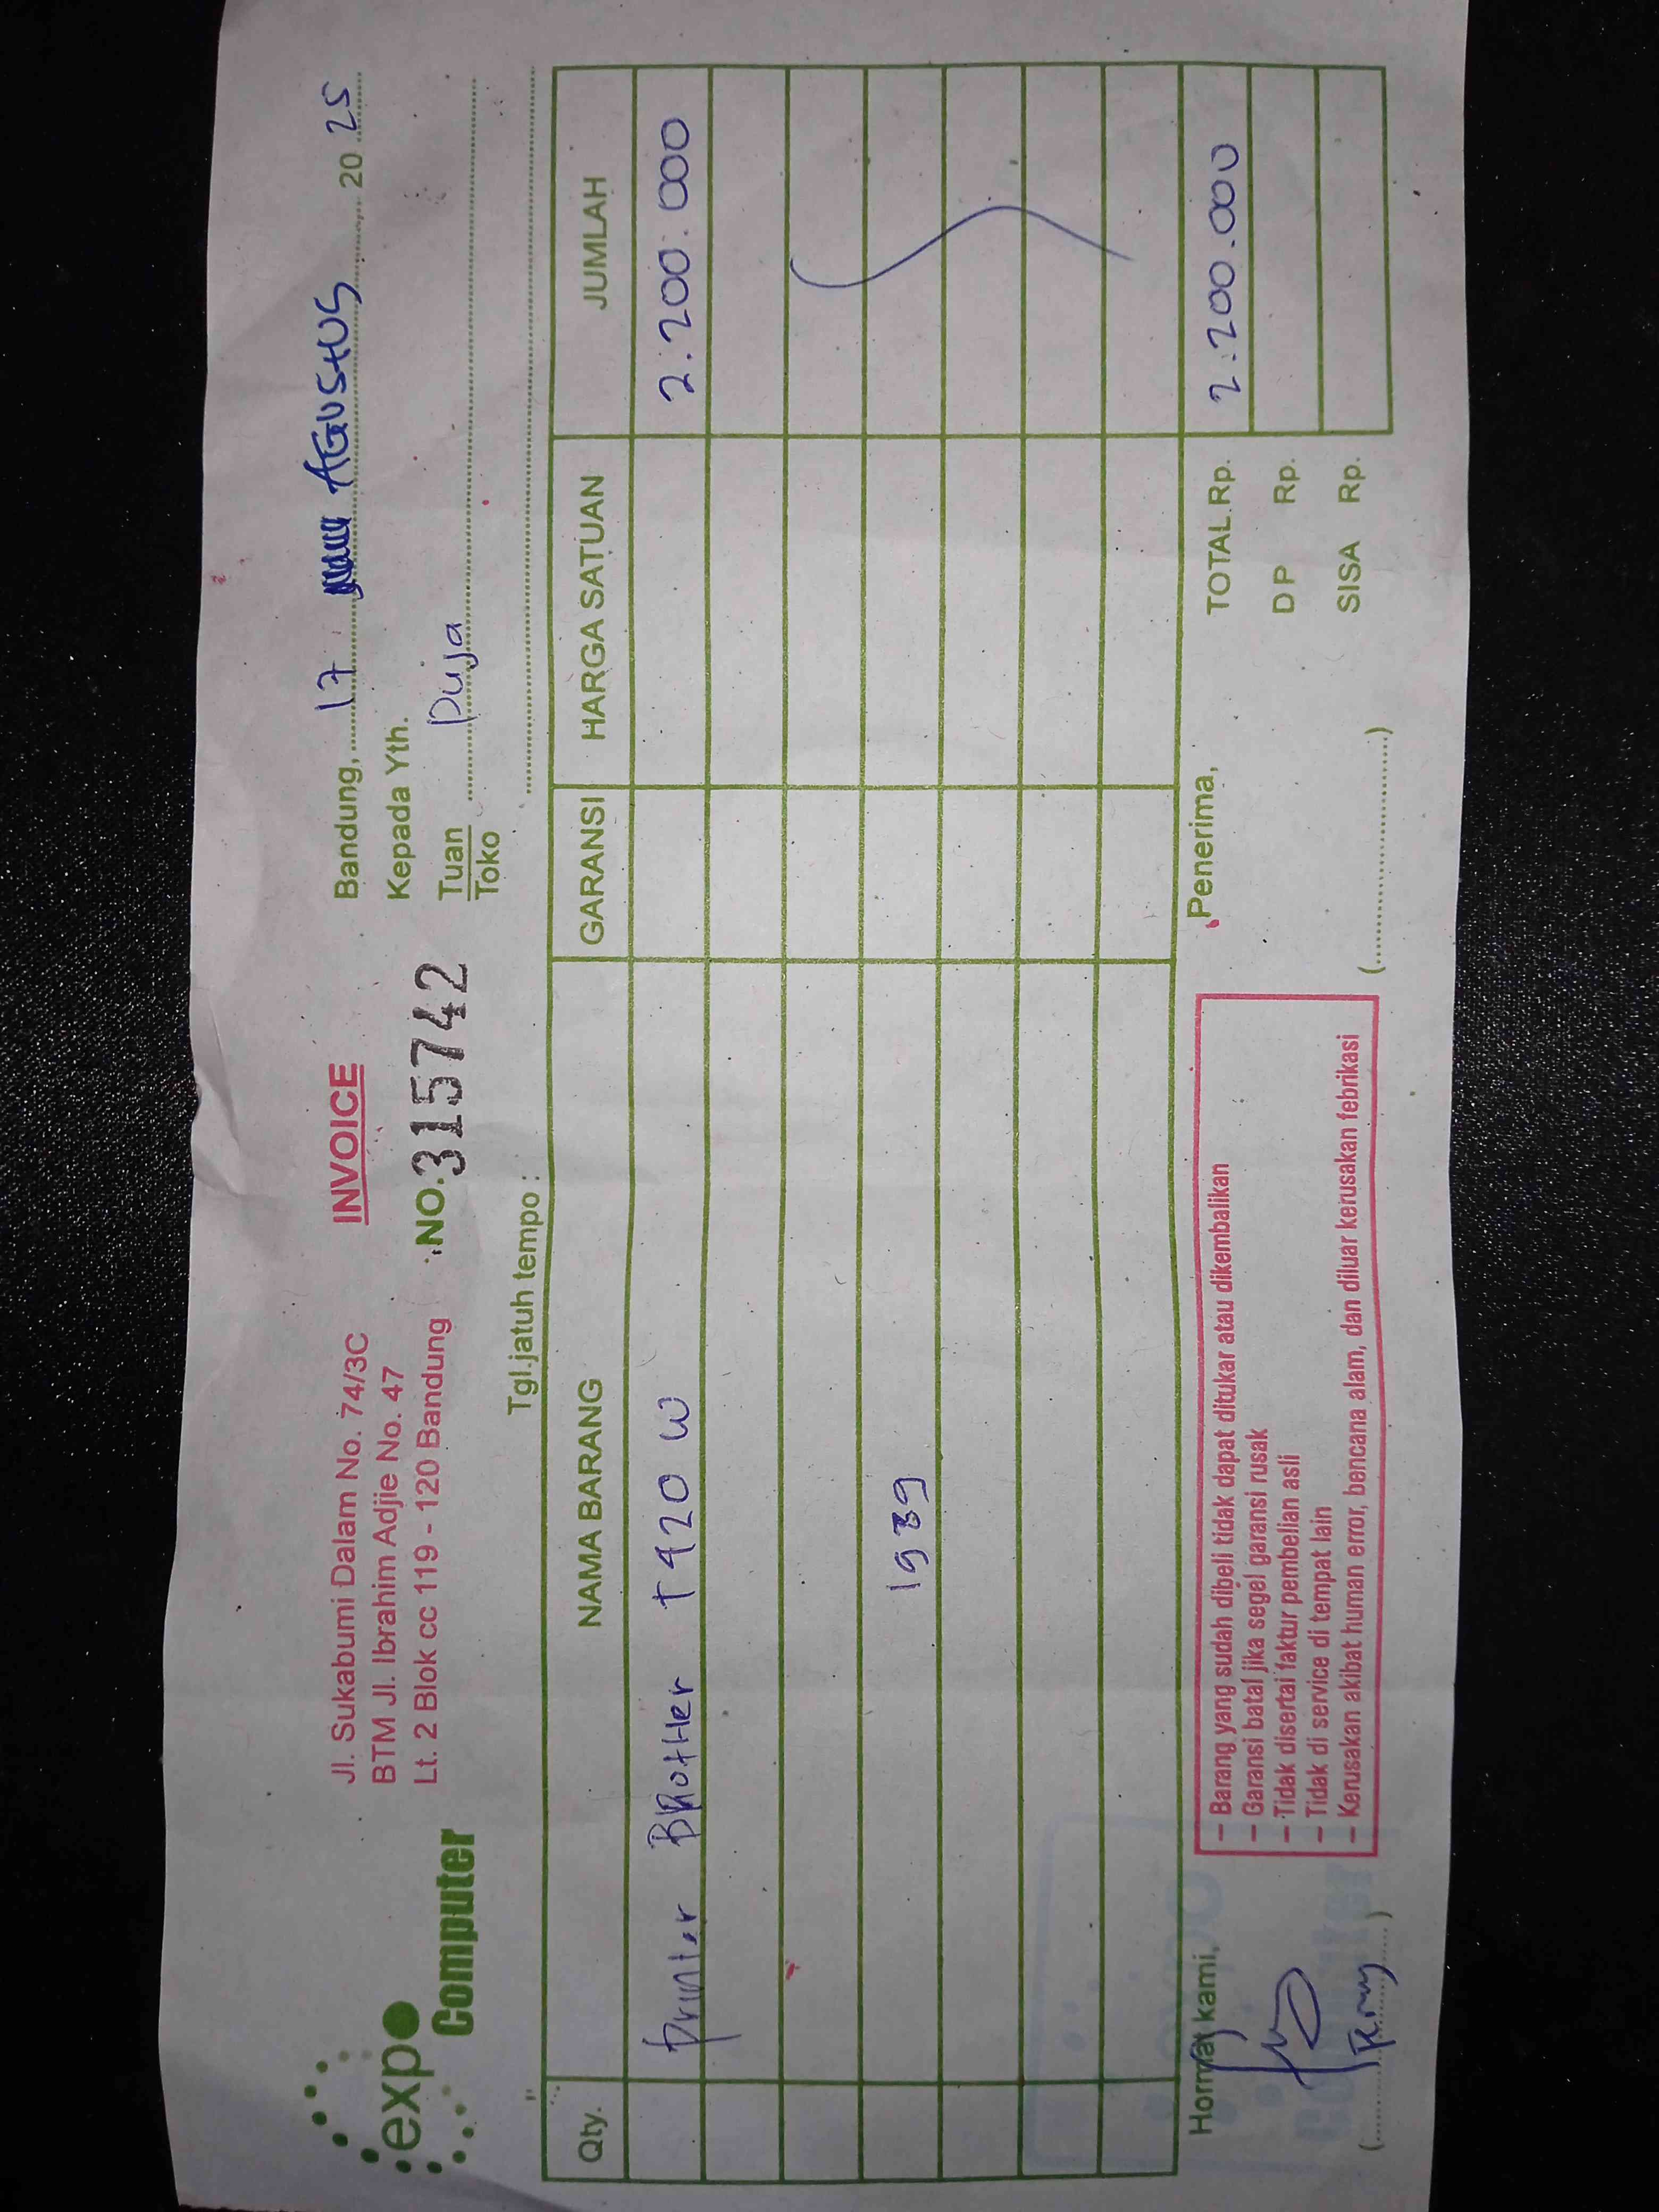 expo Computer
Jl. Sukabumi Dalam No. 74/3C
BTM Jl. Ibrahim Adjie No. 47
Lt. 2 Blok cc 119 - 120 Bandung
INVOICE
NO. 315742
Bandung, 17 AGUSTUS 20 25
Kepada Yth.
Tuan
Toko
Puja
Tgl.jatuh tempo :
Qty. NAMA BARANG GARANSI HARGA SATUAN JUMLAH
Printer Brother T420 W 2.200.000
1939
TOTAL.Rp. 2.200.000
DP Rp.
SISA Rp.
Hormat kami,
Penerima,
– Barang yang sudah dibeli tidak dapat ditukar atau dikembalikan
– Garansi batal jika segel garansi rusak
– Tidak disertai faktur pembelian asli
– Tidak di service di tempat lain
– Kerusakan akibat human error, bencana alam, dan diluar kerusakan febrikasi